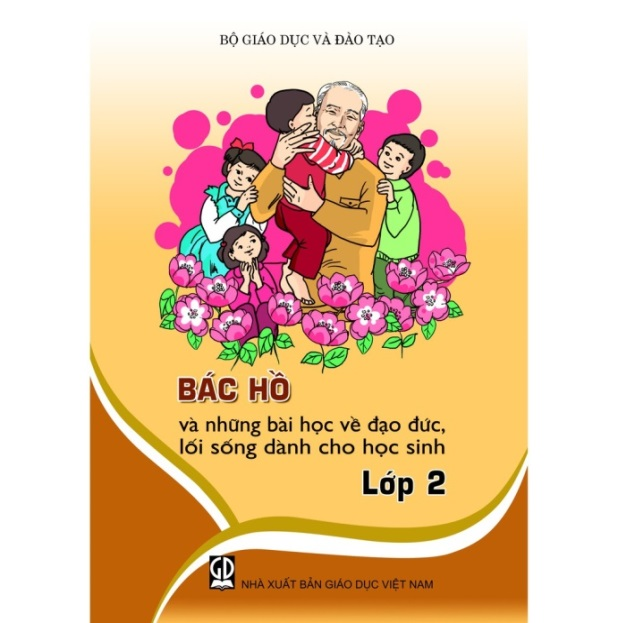 BỘ GIÁO DỤC VÀ ĐÀO TẠO
BÁC HỒ
và những bài học về đạo đức,
lối sống dành cho học sinh
Lớp 2
GD
NHÀ XUẤT BẢN GIÁO DỤC VIỆT NAM